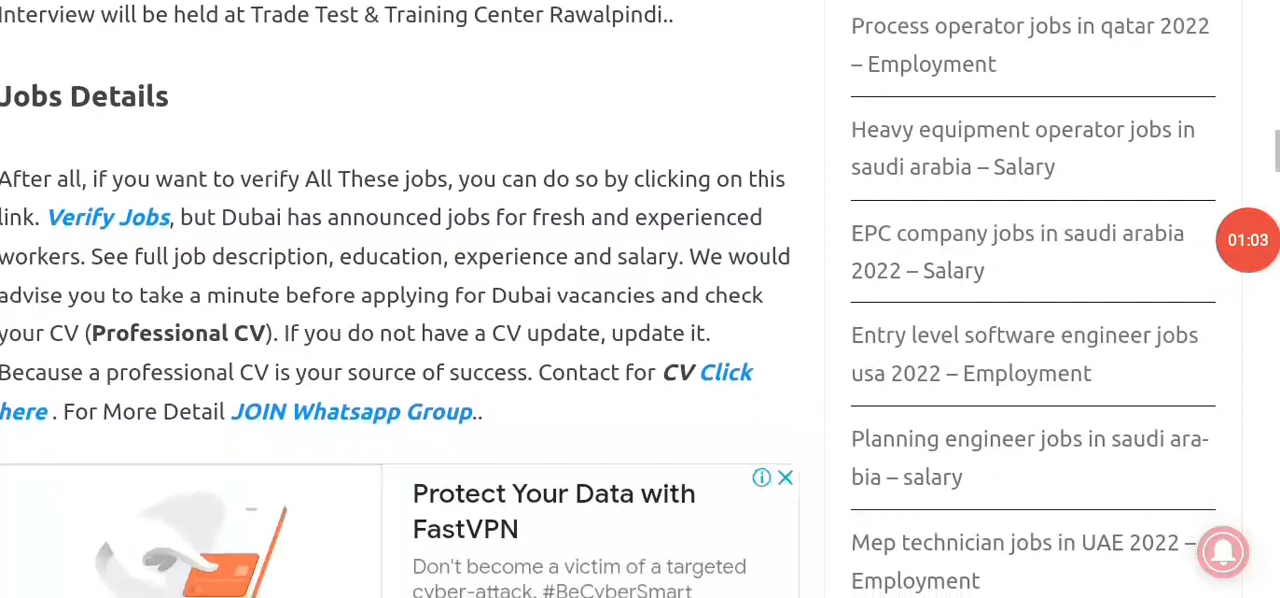 Interview will be held at Trade Test & Training Center Rawalpindi..
Jobs Details
After all, if you want to verify All These jobs, you can do so by clicking on this
link. Verify Jobs, but Dubai has announced jobs for fresh and experienced
workers. See full job description, education, experience and salary. We would
advise you to take a minute before applying for Dubai vacancies and check
your CV (Professional CV). If you do not have a CV update, update it.
Because a professional CV is your source of success. Contact for CV Click
here . For More Detail JOIN Whatsapp Group..
Protect Your Data with
FastVPN
Don't become a victim of a targeted
cyber-attack. #BeCyberSmart
Process operator jobs in qatar 2022
– Employment
Heavy equipment operator jobs in
saudi arabia – Salary
EPC company jobs in saudi arabia
2022 – Salary
Entry level software engineer jobs
usa 2022 – Employment
Planning engineer jobs in saudi ara-
bia – salary
Mep technician jobs in UAE 2022 –
Employment
01:03